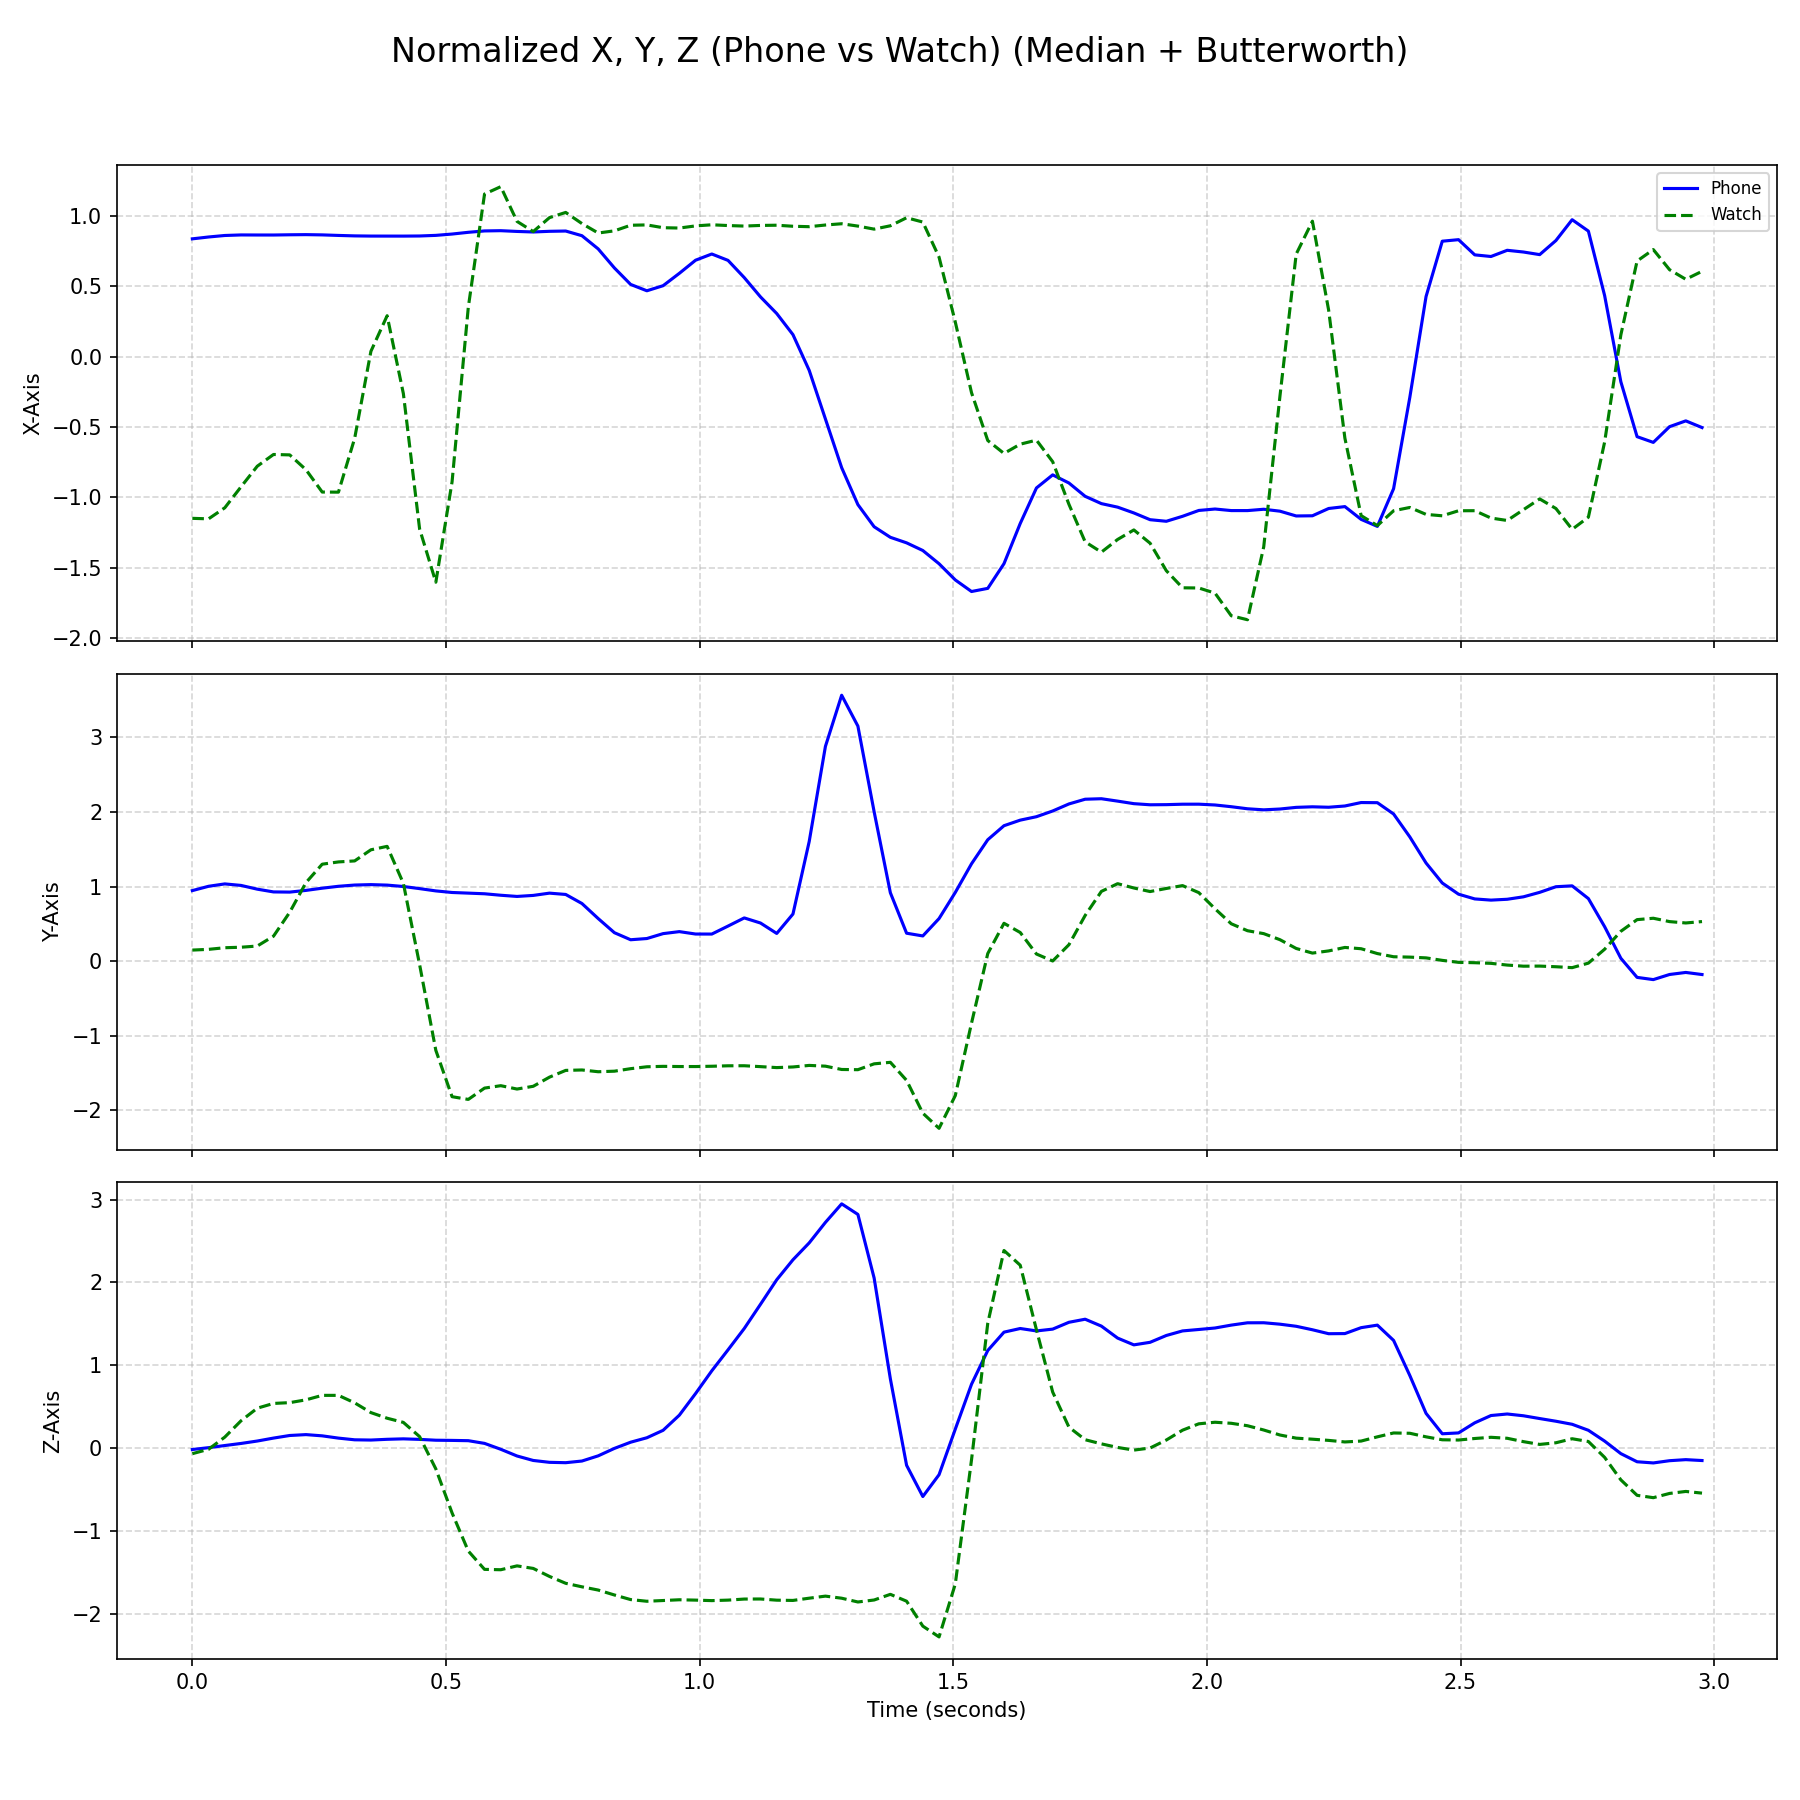 Normalized X, Y, Z (Phone vs Watch) (Median + Butterworth)
Phone
Watch
X-Axis
1.0
0.5
0.0
−0.5
−1.0
−1.5
−2.0
Y-Axis
3
2
1
0
−1
−2
Z-Axis
3
2
1
0
−1
−2
0.0 0.5 1.0 1.5 2.0 2.5 3.0
Time (seconds)